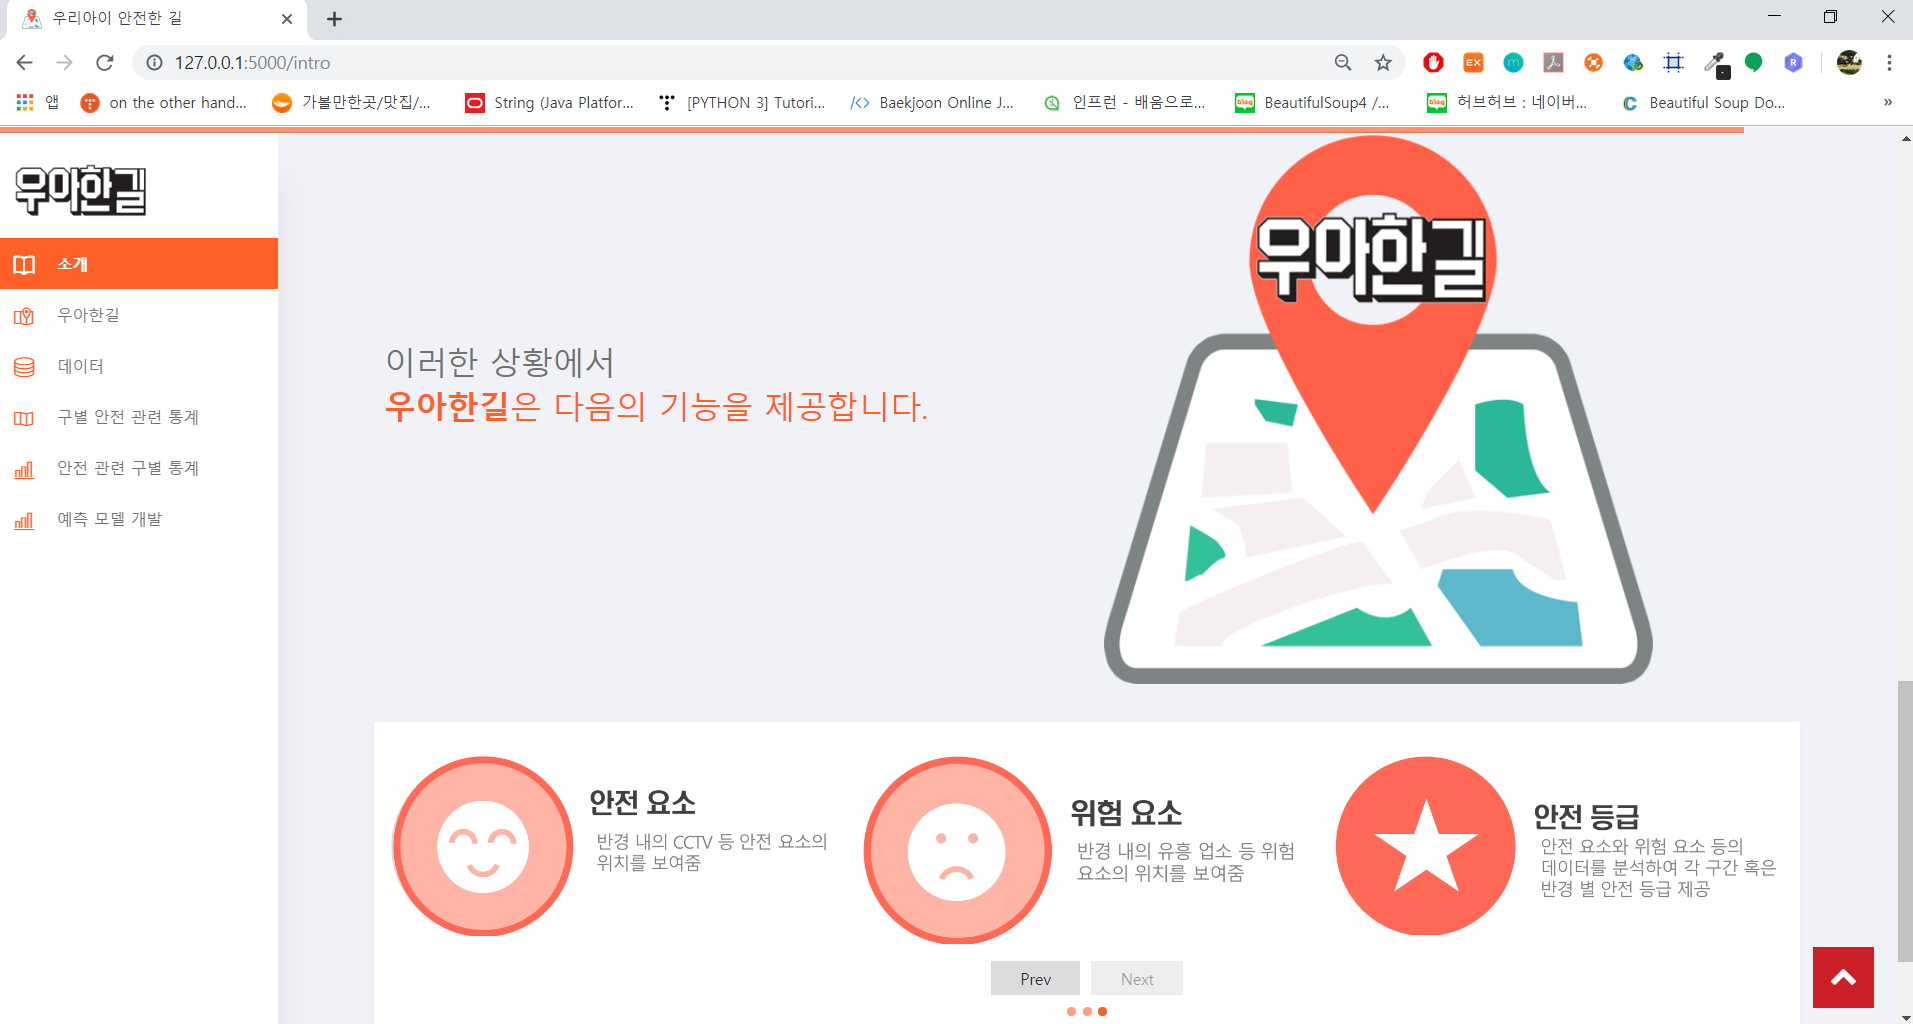 우리아이 안전한 길
127.0.0.1:5000/intro
앱
on the other hand...
가볼만한곳/맛집/...
String (Java Platfor...
[PYTHON 3] Tutori...
Baekjoon Online J...
인프런 - 배움으로...
BeautifulSoup4 /...
허브허브 : 네이버...
Beautiful Soup Do...
»
우아한길
소개
우아한길
데이터
구별 안전 관련 통계
안전 관련 구별 통계
예측 모델 개발
우아한길
이러한 상황에서
우아한길은 다음의 기능을 제공합니다.
안전 요소
반경 내의 CCTV 등 안전 요소의
위치를 보여줌
위험 요소
반경 내의 유흥 업소 등 위험
요소의 위치를 보여줌
안전 등급
안전 요소와 위험 요소 등의
데이터를 분석하여 각 구간 혹은
반경 별 안전 등급 제공
Prev
Next